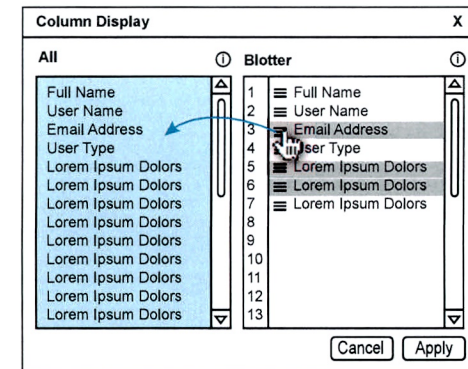 Column Display X
All
Full Name
User Name
Email Address
User Type
Lorem Ipsum Dolors
Lorem Ipsum Dolors
Lorem Ipsum Dolors
Lorem Ipsum Dolors
Lorem Ipsum Dolors
Lorem Ipsum Dolors
Lorem Ipsum Dolors
Lorem Ipsum Dolors
Lorem Ipsum Dolors
Blotter
1 Full Name
2 User Name
3 Email Address
4 User Type
5 Lorem Ipsum Dolors
6 Lorem Ipsum Dolors
7 Lorem Ipsum Dolors
8
9
10
11
12
13
Cancel Apply